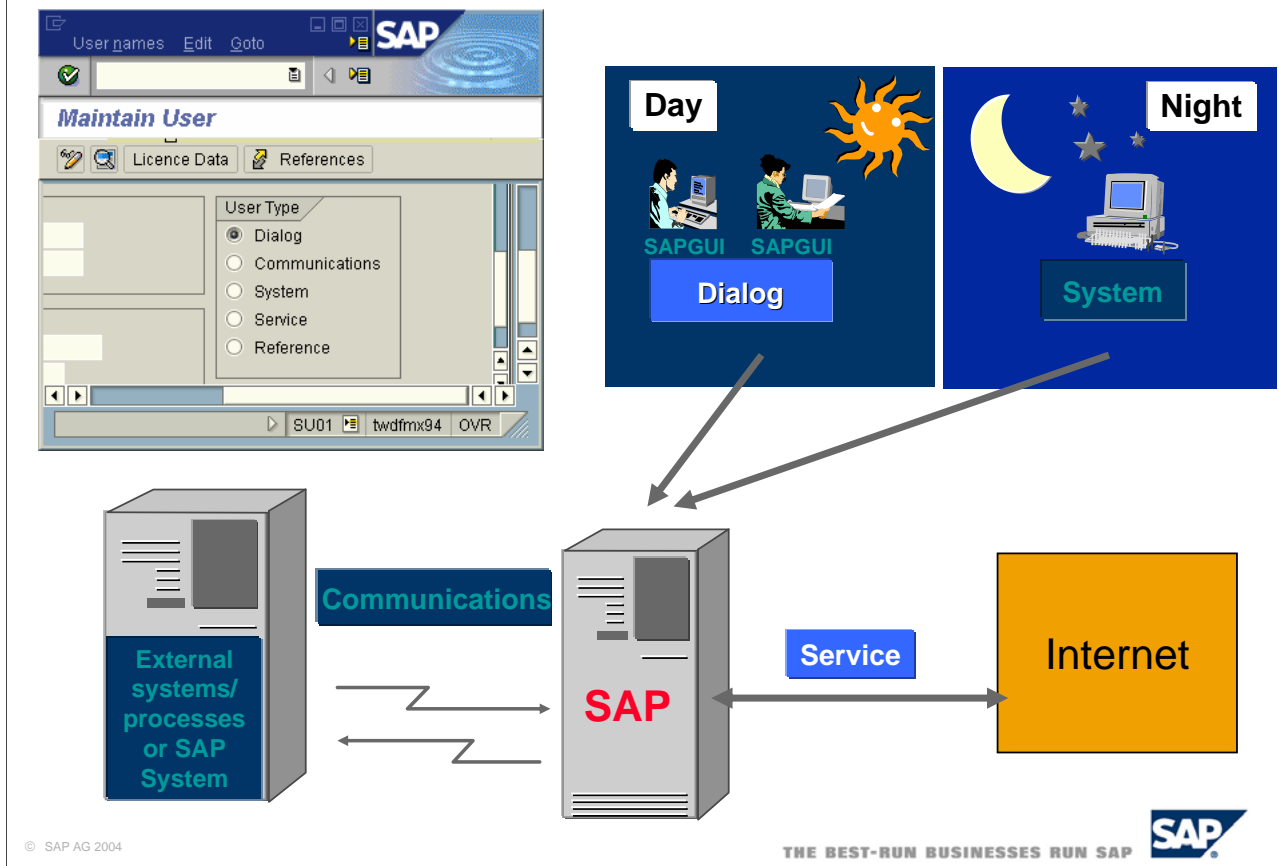 User names Edit Goto
SAP
Maintain User
Licence Data References
User Type
Dialog
Communications
System
Service
Reference
SU01 twdfmx94 OVR
Day
SAPGUI SAPGUI
Dialog
Night
System
Communications
External
systems/
processes
or SAP
System
SAP
Service
Internet
© SAP AG 2004
THE BEST-RUN BUSINESSES RUN SAP
SAP